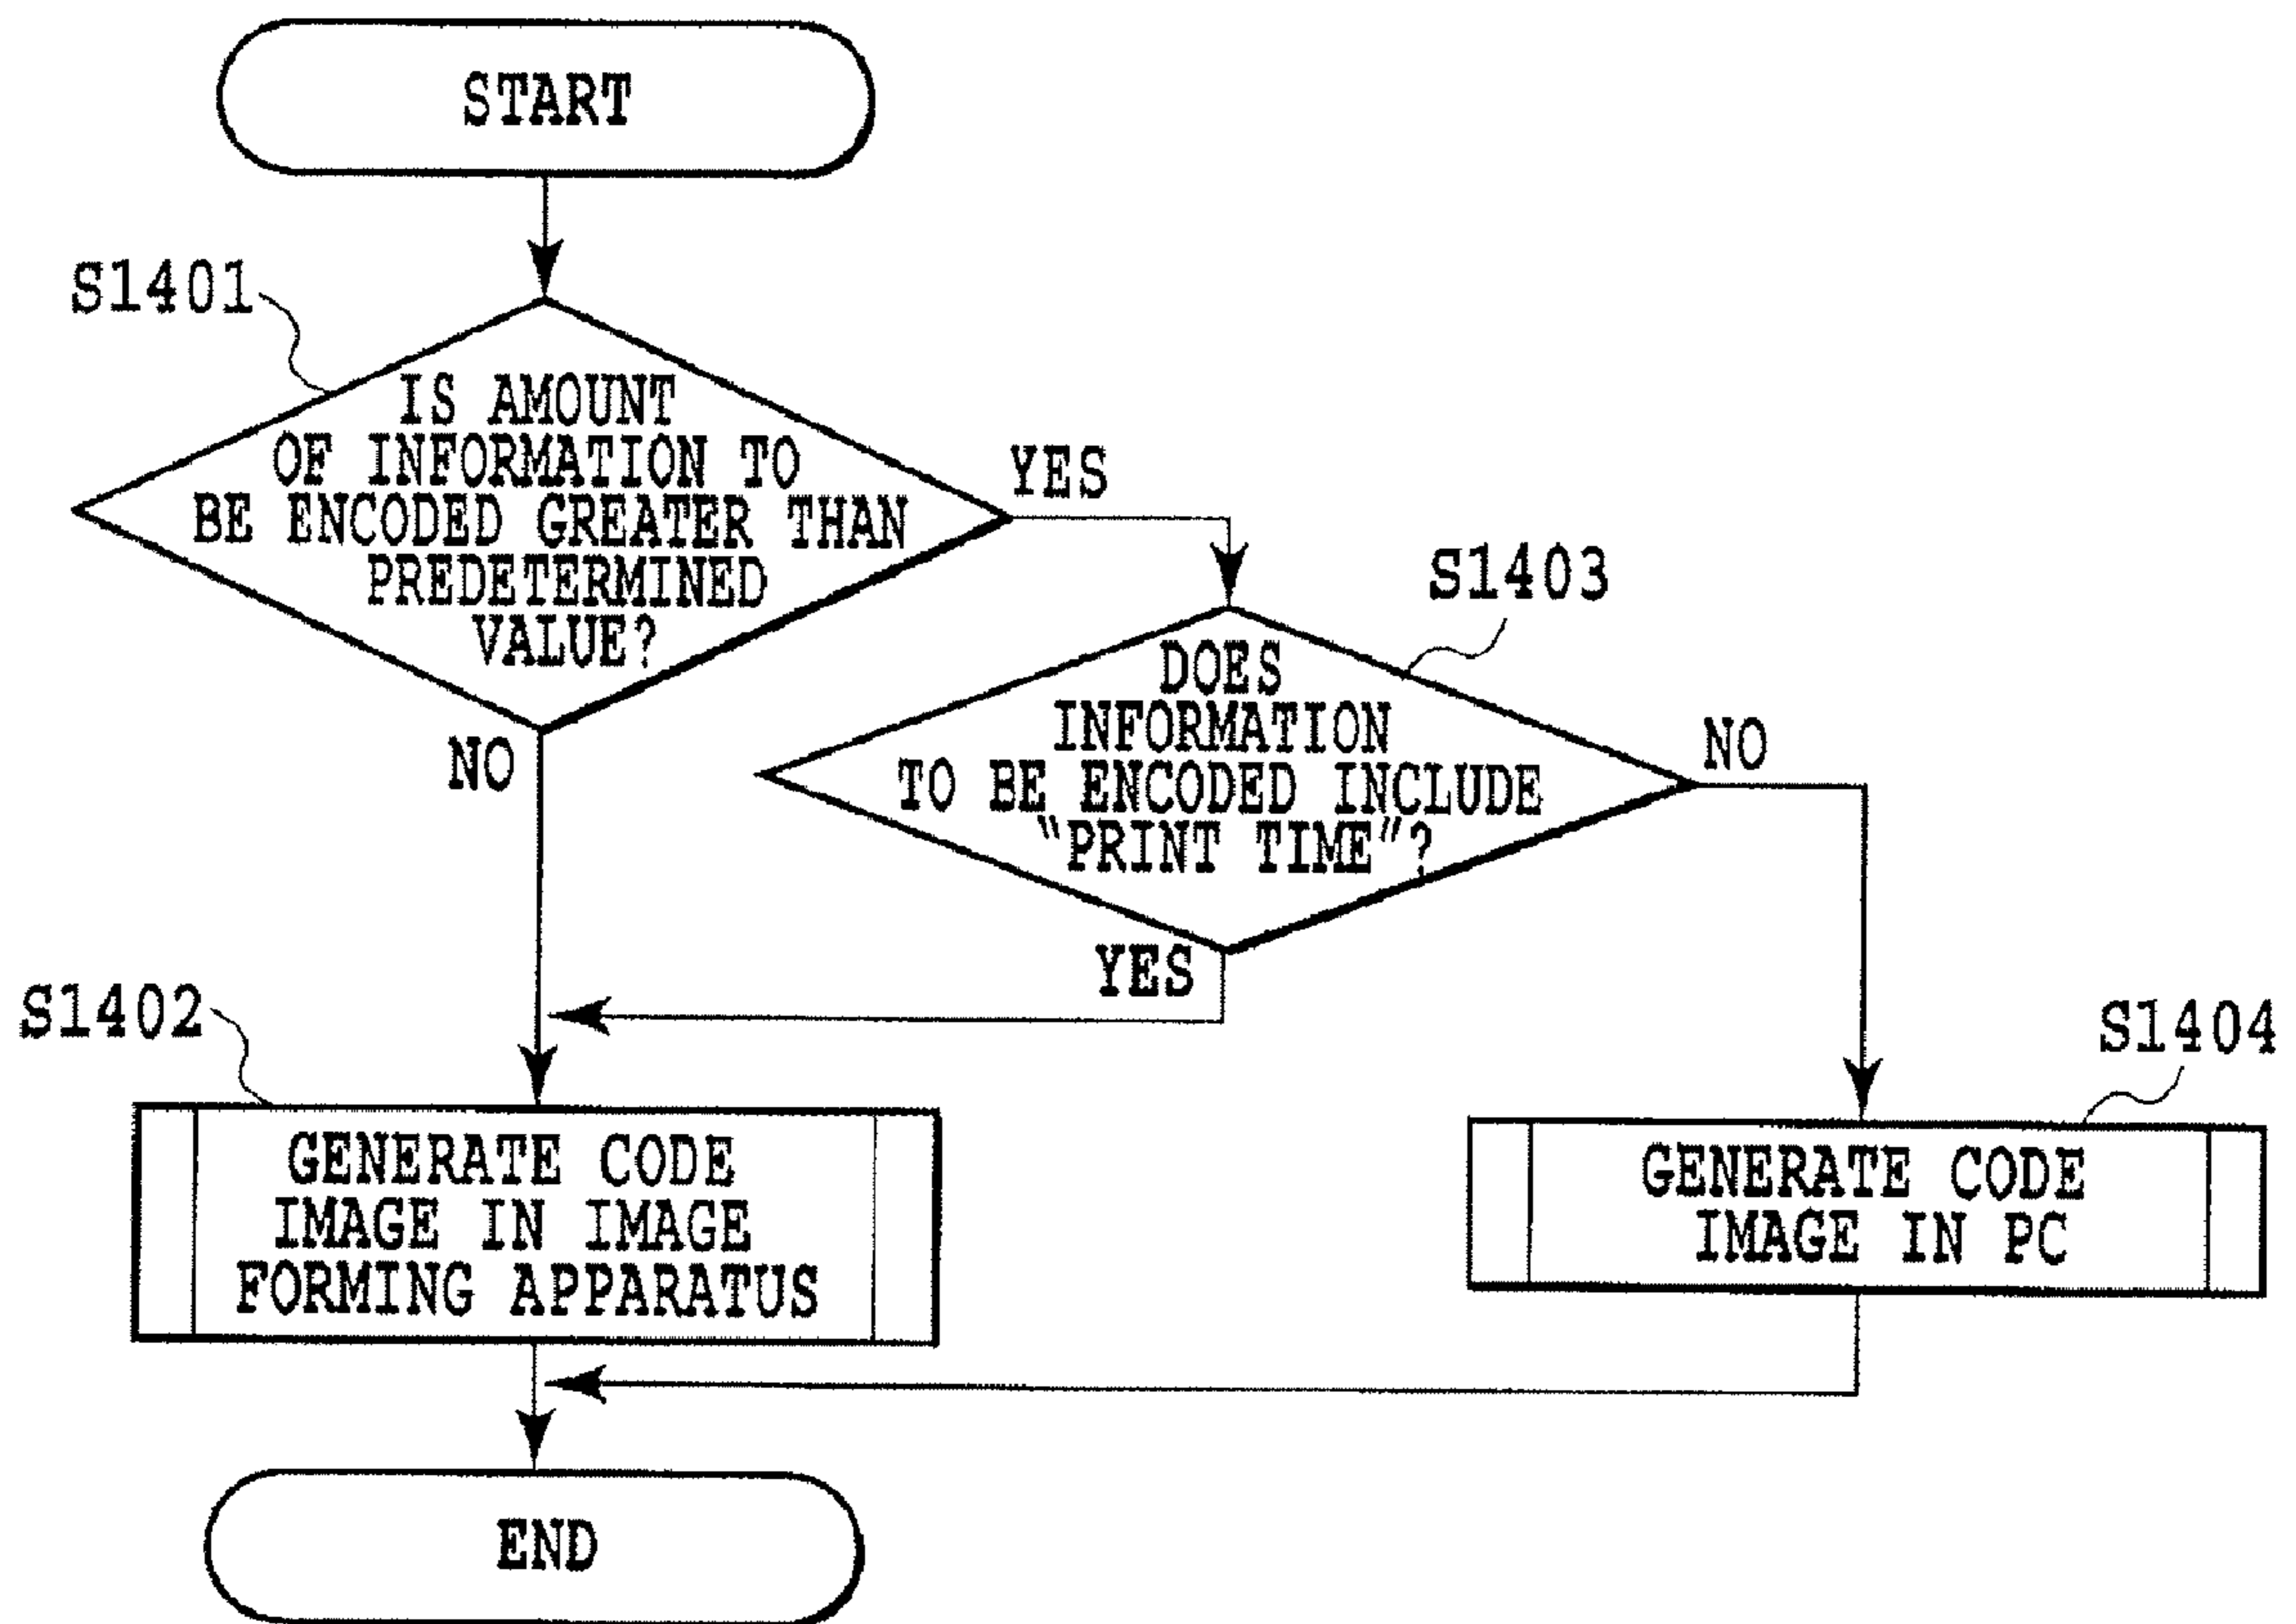 START
S1401
IS AMOUNT
OF INFORMATION TO
BE ENCODED GREATER THAN
PREDETERMINED
VALUE?
YES
NO
S1403
DOES
INFORMATION
TO BE ENCODED INCLUDE
"PRINT TIME"?
NO
YES
S1402
GENERATE CODE
IMAGE IN IMAGE
FORMING APPARATUS
S1404
GENERATE CODE
IMAGE IN PC
END